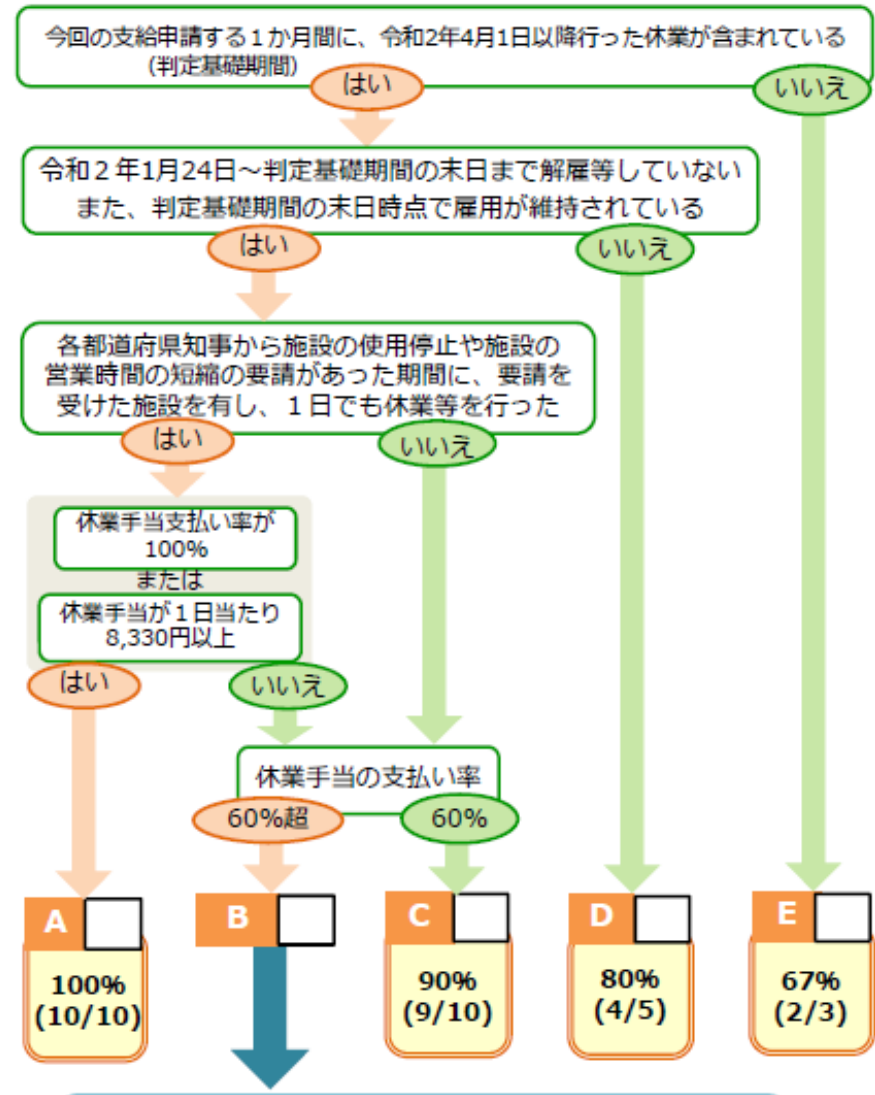 今回の支給申請する１か月間に、令和2年4月1日以降行った休業が含まれている
（判定基礎期間）
はい
いいえ
令和２年1月24日～判定基礎期間の末日まで解雇等していない
また、判定基礎期間の末日時点で雇用が維持されている
はい
いいえ
各都道府県知事から施設の使用停止や施設の
営業時間の短縮の要請があった期間に、要請を
受けた施設を有し、１日でも休業等を行った
はい
いいえ
休業手当支払い率が
100%
または
休業手当が１日当たり
8,330円以上
はい
いいえ
休業手当の支払い率
60%超
60%
A
B
C
D
E
100%
(10/10)
90%
(9/10)
80%
(4/5)
67%
(2/3)